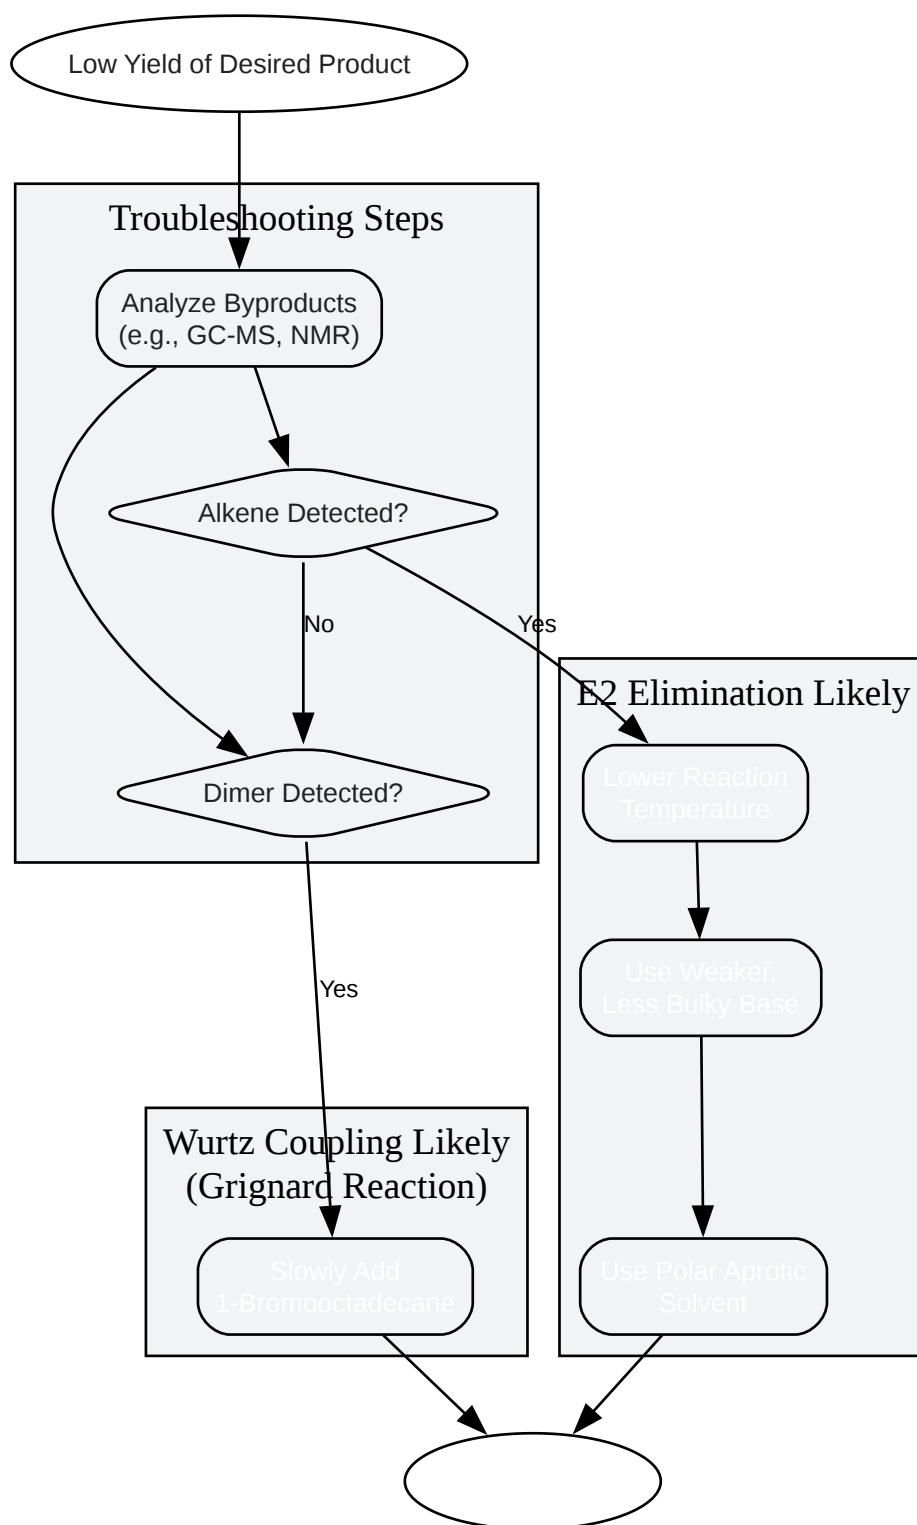 Low Yield of Desired Product
Troubleshooting Steps
Analyze Byproducts
(e.g., GC-MS, NMR)
Alkene Detected?
No
Yes
E2 Elimination Likely
Lower Reaction
Temperature
Dimer Detected?
Use Weaker,
Less Bulky Base
Yes
Wurtz Coupling Likely
(Grignard Reaction)
Slowly Add
1-Bromooctadecane
Use Polar Aprotic
Solvent